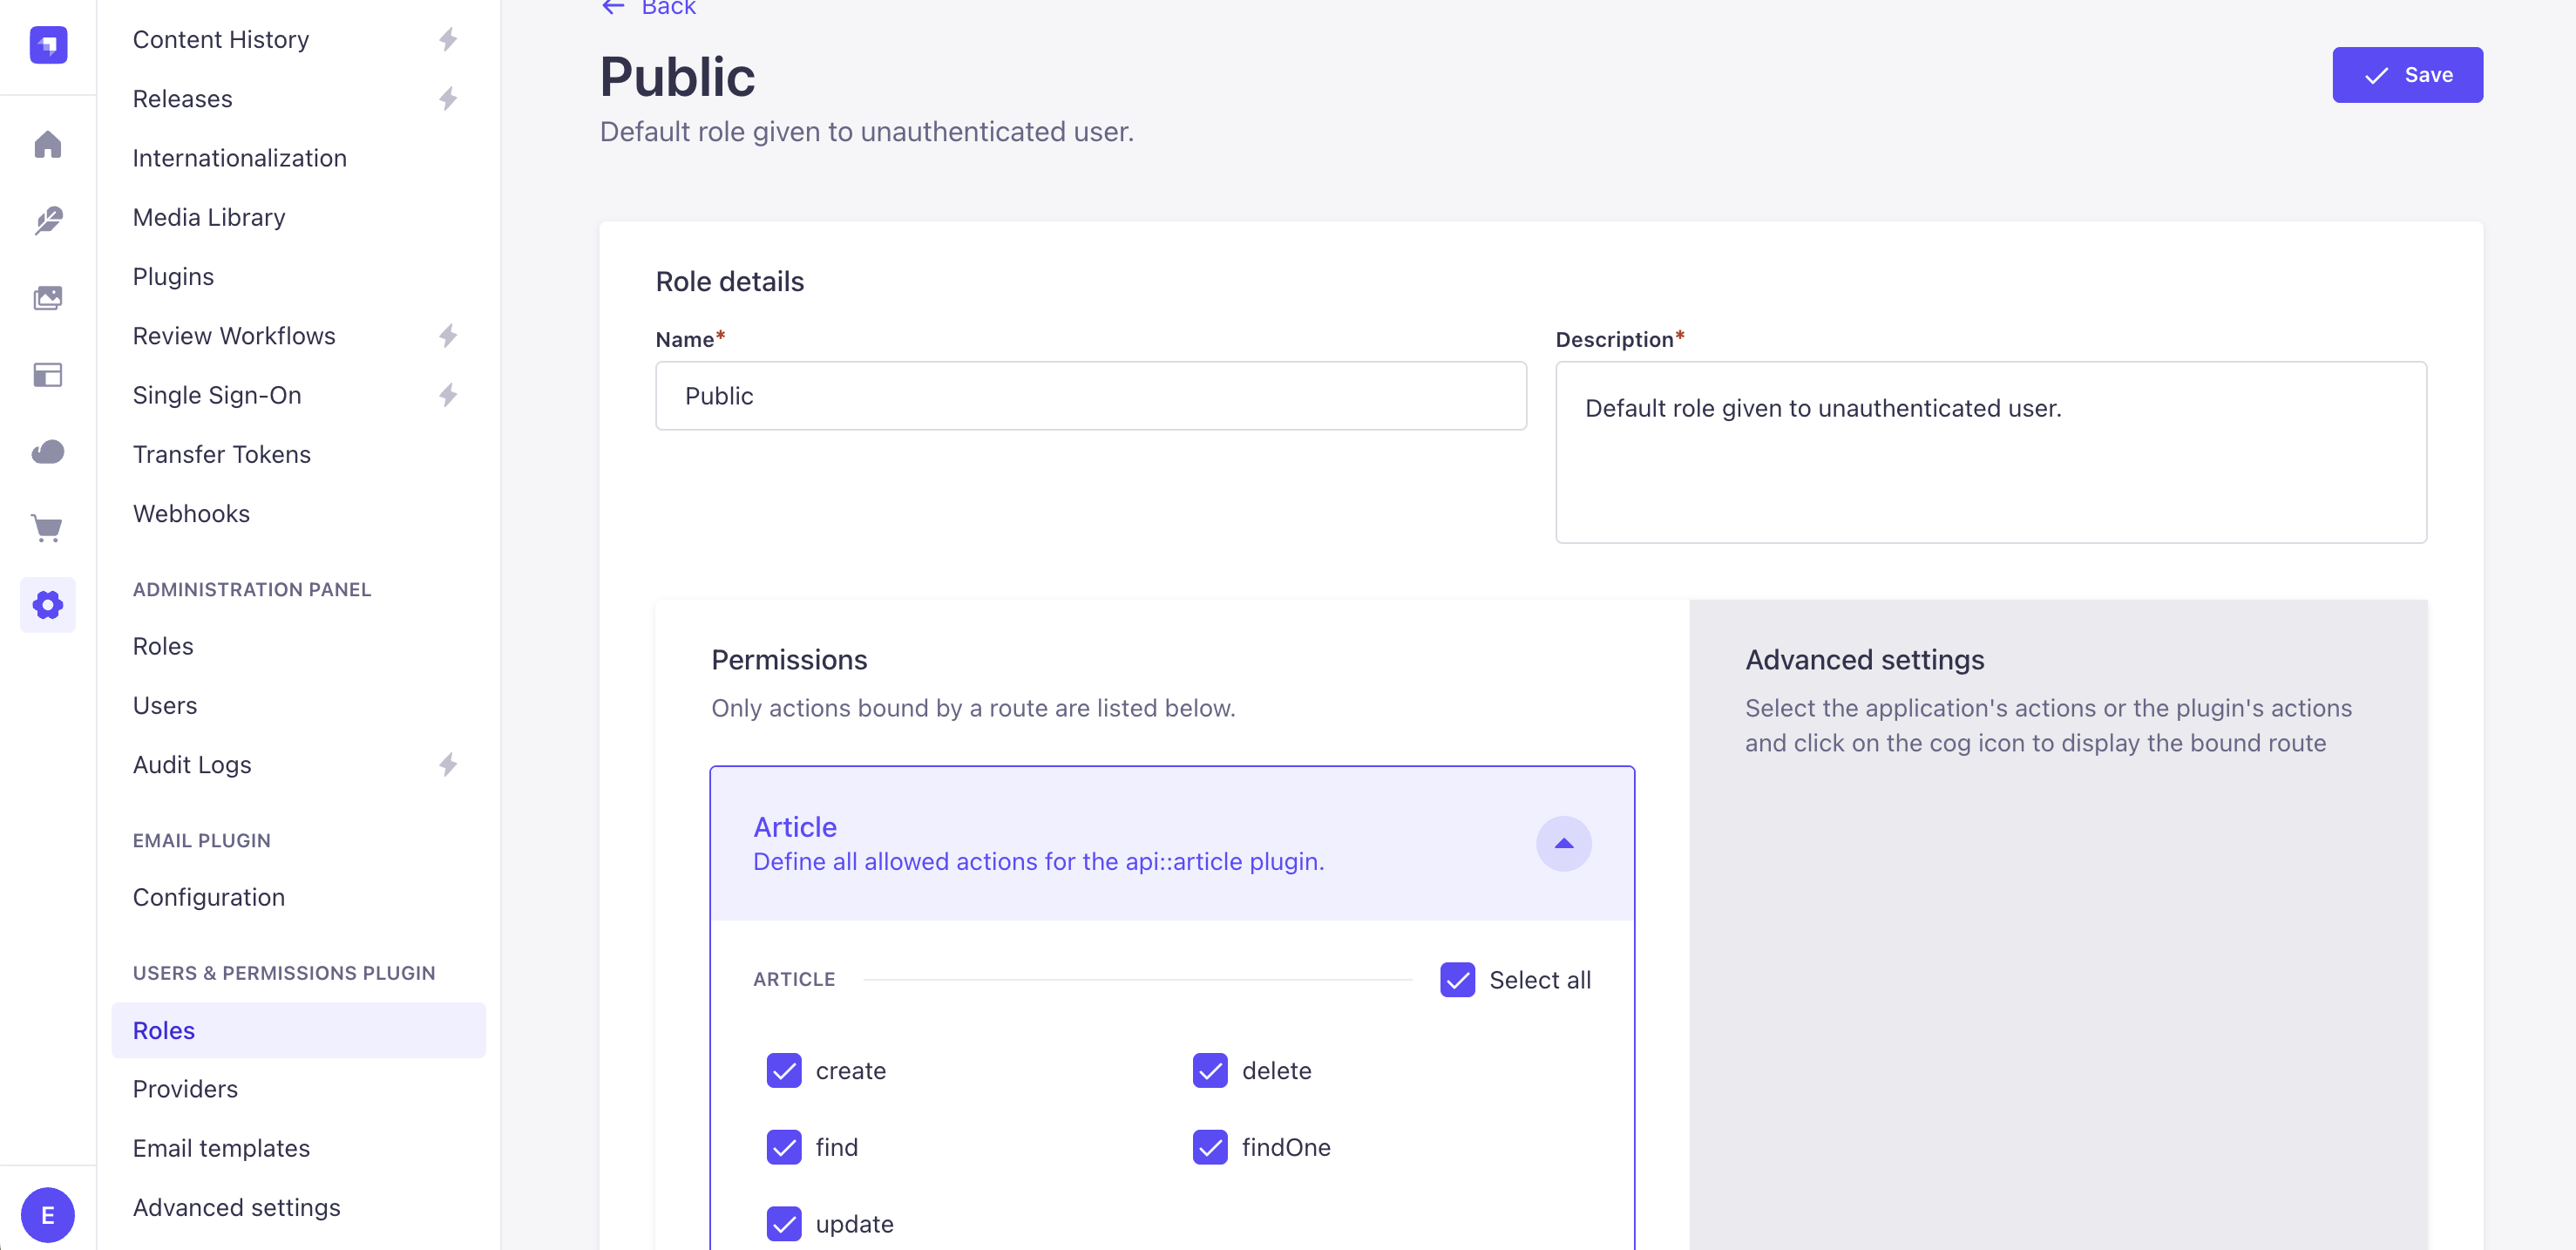 Content History
Releases
Internationalization
Media Library
Plugins
Review Workflows
Single Sign-On
Transfer Tokens
Webhooks
ADMINISTRATION PANEL
Roles
Users
Audit Logs
EMAIL PLUGIN
Configuration
USERS & PERMISSIONS PLUGIN
Roles
Providers
Email templates
Advanced settings
E
Back
Public
Save
Default role given to unauthenticated user.
Role details
Name*
Public
Description*
Default role given to unauthenticated user.
Permissions
Only actions bound by a route are listed below.
Article
Define all allowed actions for the api::article plugin.
ARTICLE
Select all
create
delete
find
findOne
update
Advanced settings
Select the application's actions or the plugin's actions
and click on the cog icon to display the bound route